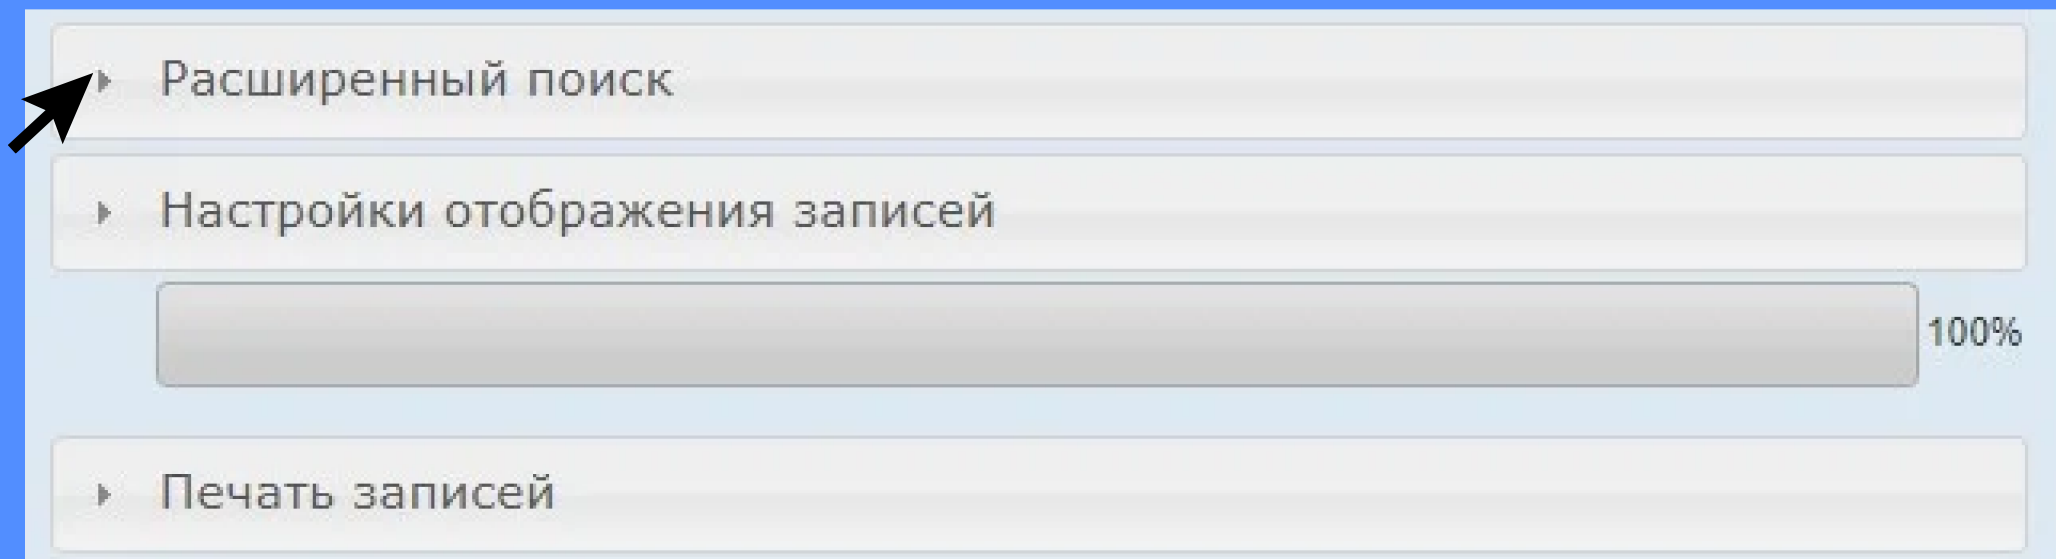 Расширенный поиск
Настройки отображения записей
100%
Печать записей